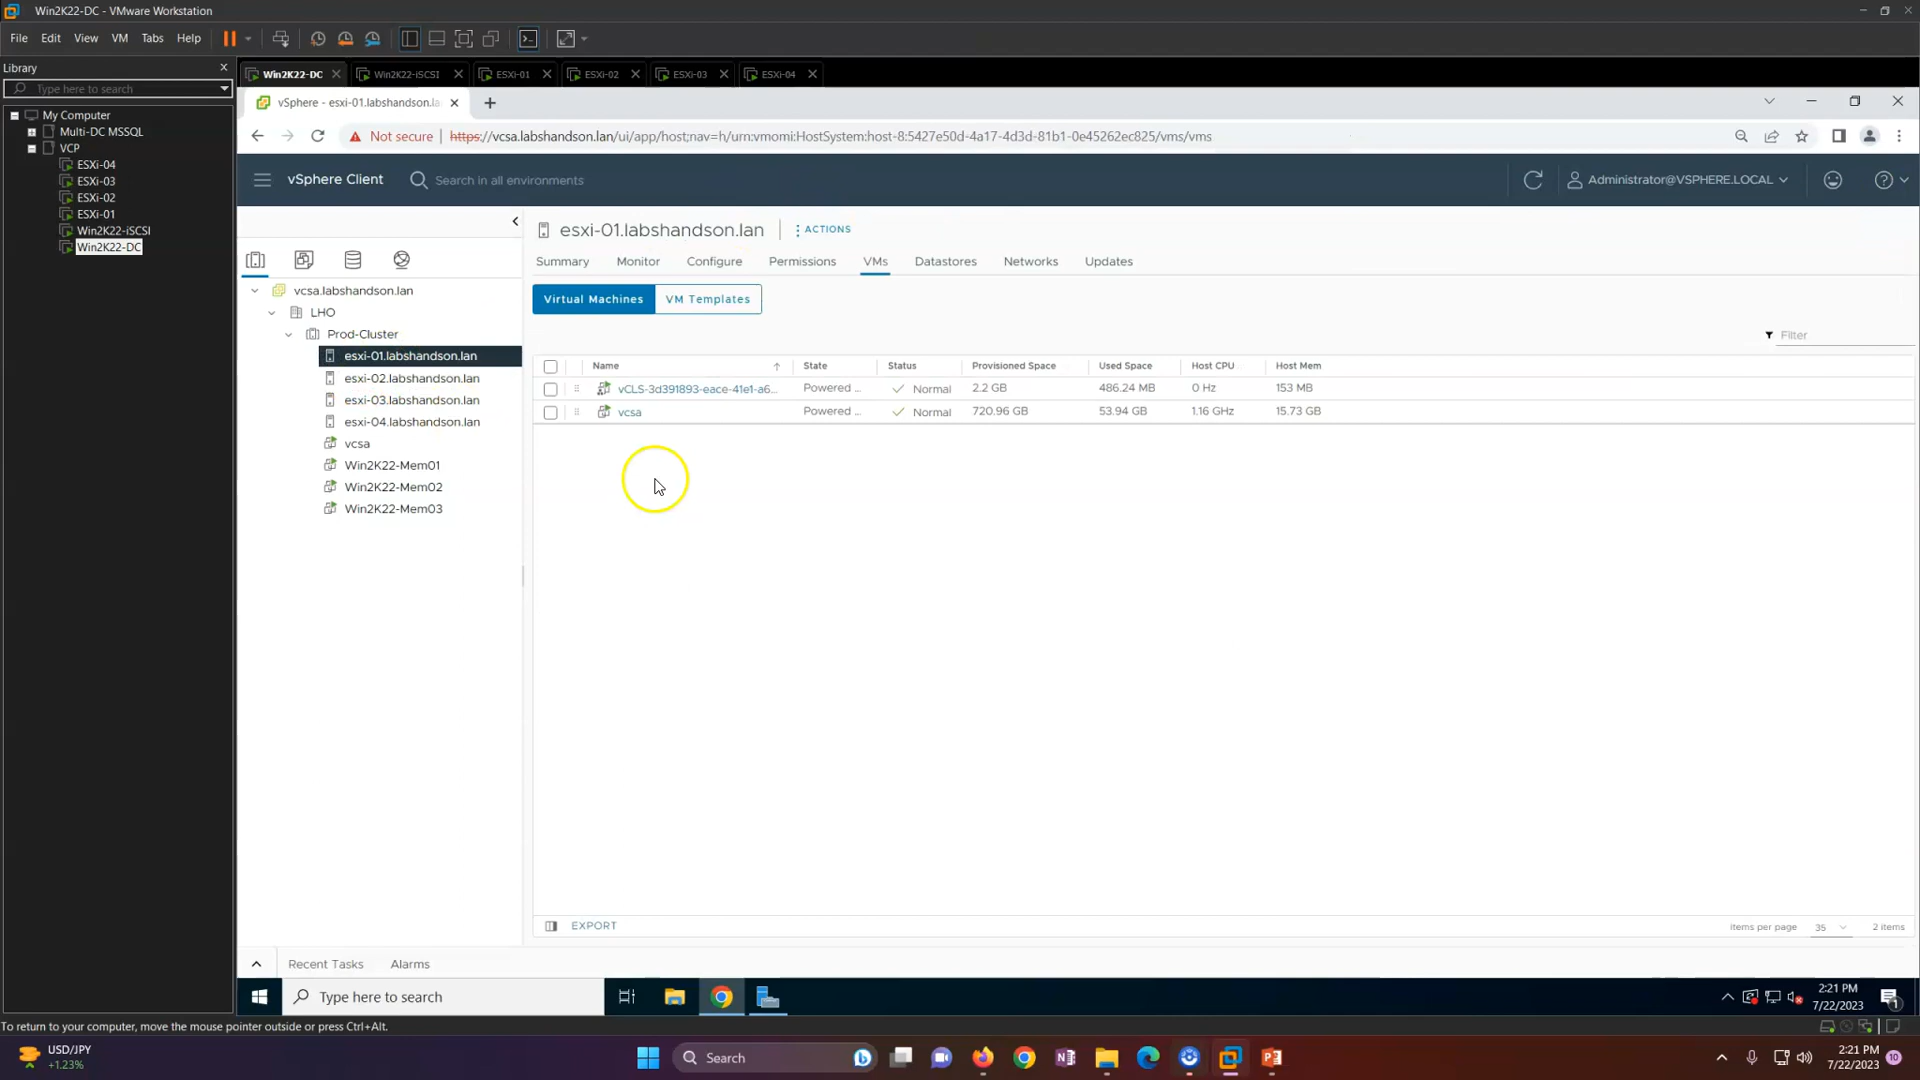 Win2K22-DC - VMware Workstation
File Edit View VM Tabs Help
Library
Type here to search
My Computer
Multi-DC MSSQL
VCP
ESXi-04
ESXi-03
ESXi-02
ESXi-01
Win2K22-iSCSI
Win2K22-DC
Win2K22-DC Win2K22-iSCSI ESXi-01 ESXi-02 ESXi-03 ESXi-04
vSphere - esxi-01.labshandson.la
Not secure https://vcsa.labshandson.lan/ui/app/host;nav=h/urn:vmomi:HostSystem:host-8:5427e50d-4a17-4d3d-81b1-0e45262ec825/vms/vms
vSphere Client Search in all environments Administrator@VSPHERE.LOCAL
vcsa.labshandson.lan
LHO
Prod-Cluster
esxi-01.labshandson.lan
esxi-02.labshandson.lan
esxi-03.labshandson.lan
esxi-04.labshandson.lan
vcsa
Win2K22-Mem01
Win2K22-Mem02
Win2K22-Mem03
esxi-01.labshandson.lan ACTIONS
Summary Monitor Configure Permissions VMs Datastores Networks Updates
Virtual Machines VM Templates
Filter
Name State Status Provisioned Space Used Space Host CPU Host Mem
vCLS-3d391893-eace-41e1-a6... Powered ... Normal 2.2 GB 486.24 MB 0 Hz 153 MB
vcsa Powered ... Normal 720.96 GB 53.94 GB 1.16 GHz 15.73 GB
EXPORT Items per page 35 2 items
Recent Tasks Alarms
Type here to search
2:21 PM
7/22/2023
1
To return to your computer, move the mouse pointer outside or press Ctrl+Alt.
USD/JPY
+1.23%
Search
2:21 PM
7/22/2023
10